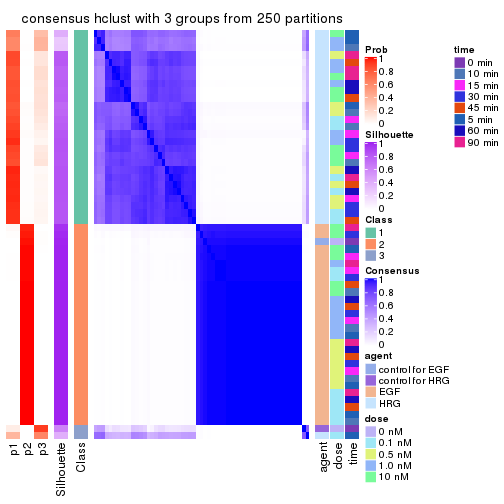 consensus hclust with 3 groups from 250 partitions
p1
p2
p3
Silhouette
Class
agent
dose
time
Prob
1
0.8
0.6
0.4
0.2
0
Silhouette
1
0.8
0.6
0.4
0.2
0
Class
1
2
3
Consensus
1
0.8
0.6
0.4
0.2
0
agent
control for EGF
control for HRG
EGF
HRG
dose
0 nM
0.1 nM
0.5 nM
1.0 nM
10 nM
time
0 min
10 min
15 min
30 min
45 min
5 min
60 min
90 min